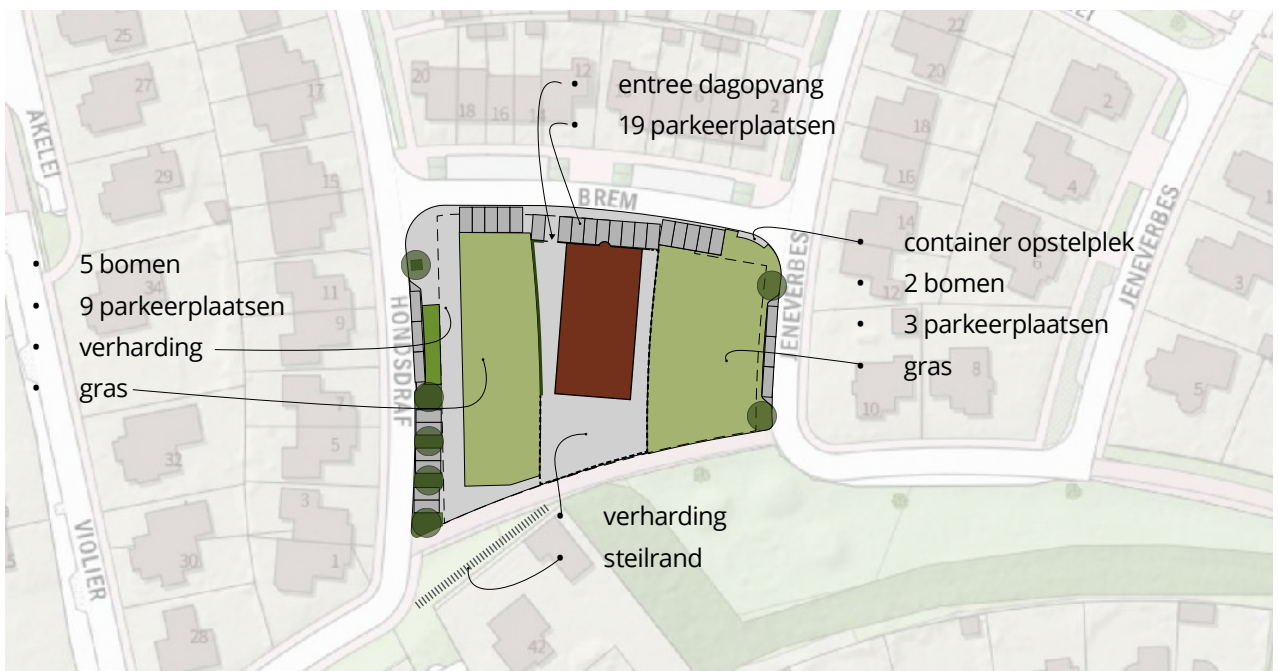 • entree dagopvang
• 19 parkeerplaatsen
• 5 bomen
• 9 parkeerplaatsen
• verharding
• gras
• container opstelplek
• 2 bomen
• 3 parkeerplaatsen
• gras
• verharding
• steilrand
BREM
HONDSDRAF
JENEVERBES
JENEVERBES
AKELEI
VIOLIER
25
27
29
34
32
30
28
17
15
11
9
7
5
3
1
20
18
16
14
12
6
2
22
20
18
16
14
12
10
8
2
4
6
3
5
42